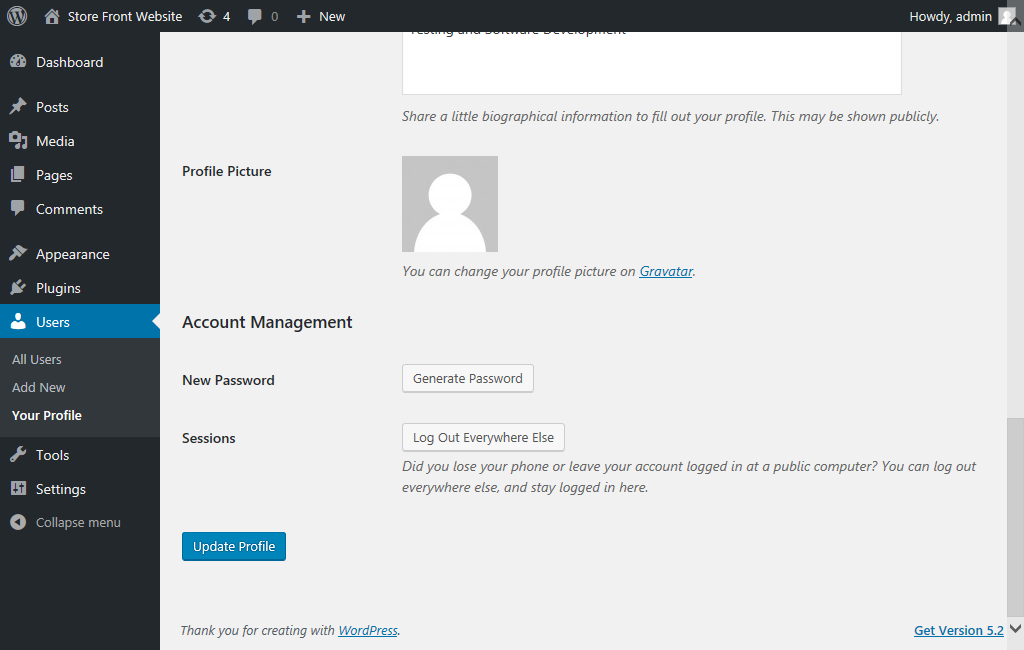 Store Front Website 4 0 New Howdy, admin
Dashboard
Posts
Media
Pages
Comments
Appearance
Plugins
Users
All Users
Add New
Your Profile
Tools
Settings
Collapse menu
Testing and Software Development
Share a little biographical information to fill out your profile. This may be shown publicly.
Profile Picture
You can change your profile picture on Gravatar.
Account Management
New Password Generate Password
Sessions Log Out Everywhere Else
Did you lose your phone or leave your account logged in at a public computer? You can log out
everywhere else, and stay logged in here.
Update Profile
Thank you for creating with WordPress. Get Version 5.2